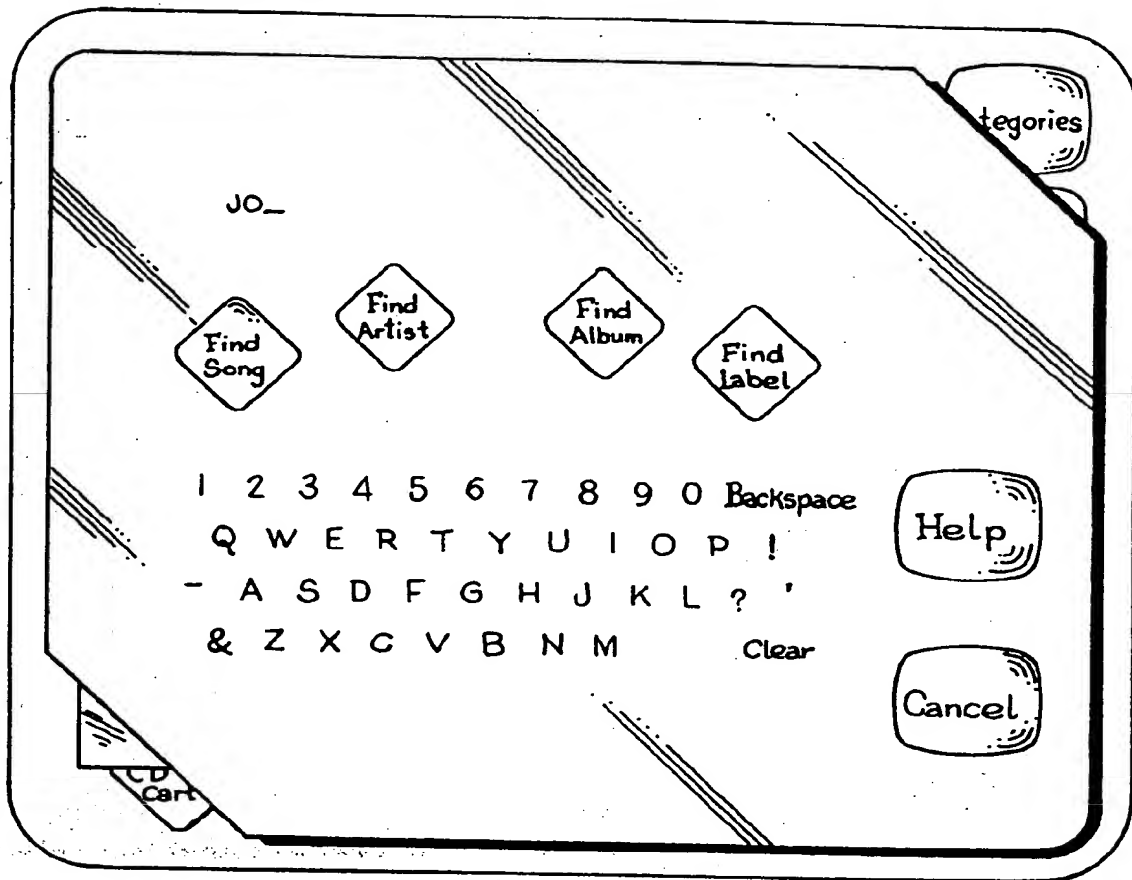 tegories
JO_
Find Song
Find Artist
Find Album
Find Label
1 2 3 4 5 6 7 8 9 0 Backspace
Q W E R T Y U I O P !
- A S D F G H J K L ? '
& Z X C V B N M Clear
Help
Cancel
CD
Cart